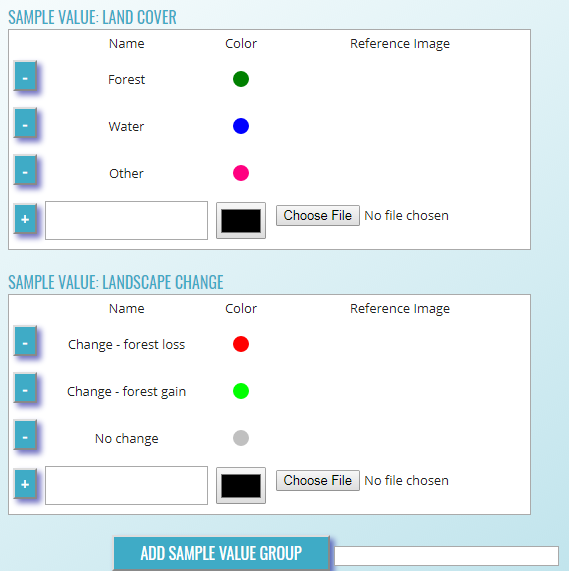 SAMPLE VALUE: LAND COVER
Name Color Reference Image
- Forest
- Water
- Other
+ Choose File No file chosen
SAMPLE VALUE: LANDSCAPE CHANGE
Name Color Reference Image
- Change - forest loss
- Change - forest gain
- No change
+ Choose File No file chosen
ADD SAMPLE VALUE GROUP